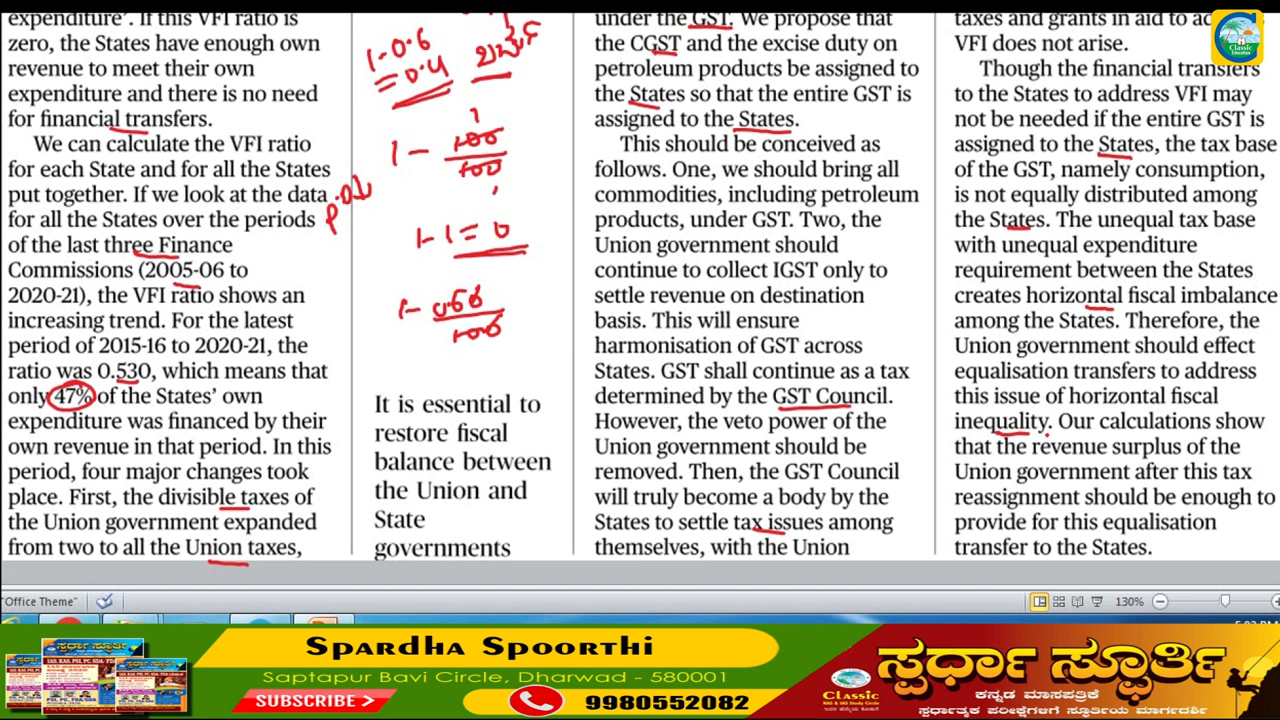 expenditure'. If this VFI ratio is
zero, the States have enough own
revenue to meet their own
expenditure and there is no need
for financial transfers.
We can calculate the VFI ratio
for each State and for all the States
put together. If we look at the data
for all the States over the periods
of the last three Finance
Commissions (2005-06 to
2020-21), the VFI ratio shows an
increasing trend. For the latest
period of 2015-16 to 2020-21, the
ratio was 0.530, which means that
only 47% of the States' own
expenditure was financed by their
own revenue in that period. In this
period, four major changes took
place. First, the divisible taxes of
the Union government expanded
from two to all the Union taxes,
1-0.6
=0.4
1 - 100
100
1
1-1=0
1-
It is essential to
restore fiscal
balance between
the Union and
State
governments
under the GST. We propose that
the CGST and the excise duty on
petroleum products be assigned to
the States so that the entire GST is
assigned to the States.
This should be conceived as
follows. One, we should bring all
commodities, including petroleum
products, under GST. Two, the
Union government should
continue to collect IGST only to
settle revenue on destination
basis. This will ensure
harmonisation of GST across
States. GST shall continue as a tax
determined by the GST Council.
However, the veto power of the
Union government should be
removed. Then, the GST Council
will truly become a body by the
States to settle tax issues among
themselves, with the Union
taxes and grants in aid to
VFI does not arise.
Though the financial transfers
to the States to address VFI may
not be needed if the entire GST is
assigned to the States, the tax base
of the GST, namely consumption,
is not equally distributed among
the States. The unequal tax base
with unequal expenditure
requirement between the States
creates horizontal fiscal imbalance
among the States. Therefore, the
Union government should effect
equalisation transfers to address
this issue of horizontal fiscal
inequality. Our calculations show
that the revenue surplus of the
Union government after this tax
reassignment should be enough to
provide for this equalisation
transfer to the States.
Classic
Education
"Office Theme"
130%
Spardha Spoorthi
Saptapur Bavi Circle, Dharwad - 580001
SUBSCRIBE
9980552082
Classic
ಸ್ಪರ್ಧಾ ಸ್ಫೂರ್ತಿ
ಕನ್ನಡ ಮಾಸಪತ್ರಿಕೆ
ಸ್ಪರ್ಧಾತ್ಮಕ ಪರೀಕ್ಷೆಗಳಿಗೆ ಸ್ಫೂರ್ತಿಯ ಮಾರ್ಗದರ್ಶಿ